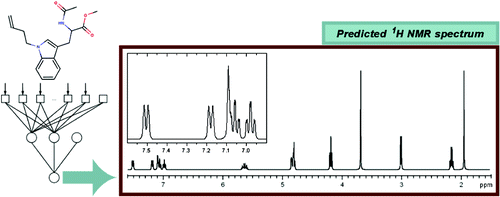 Predicted ¹H NMR spectrum
O
O
NH
O
N
...
7.5 7.4 7.3 7.2 7.1 7.0
7 6 5 4 3 2 ppm